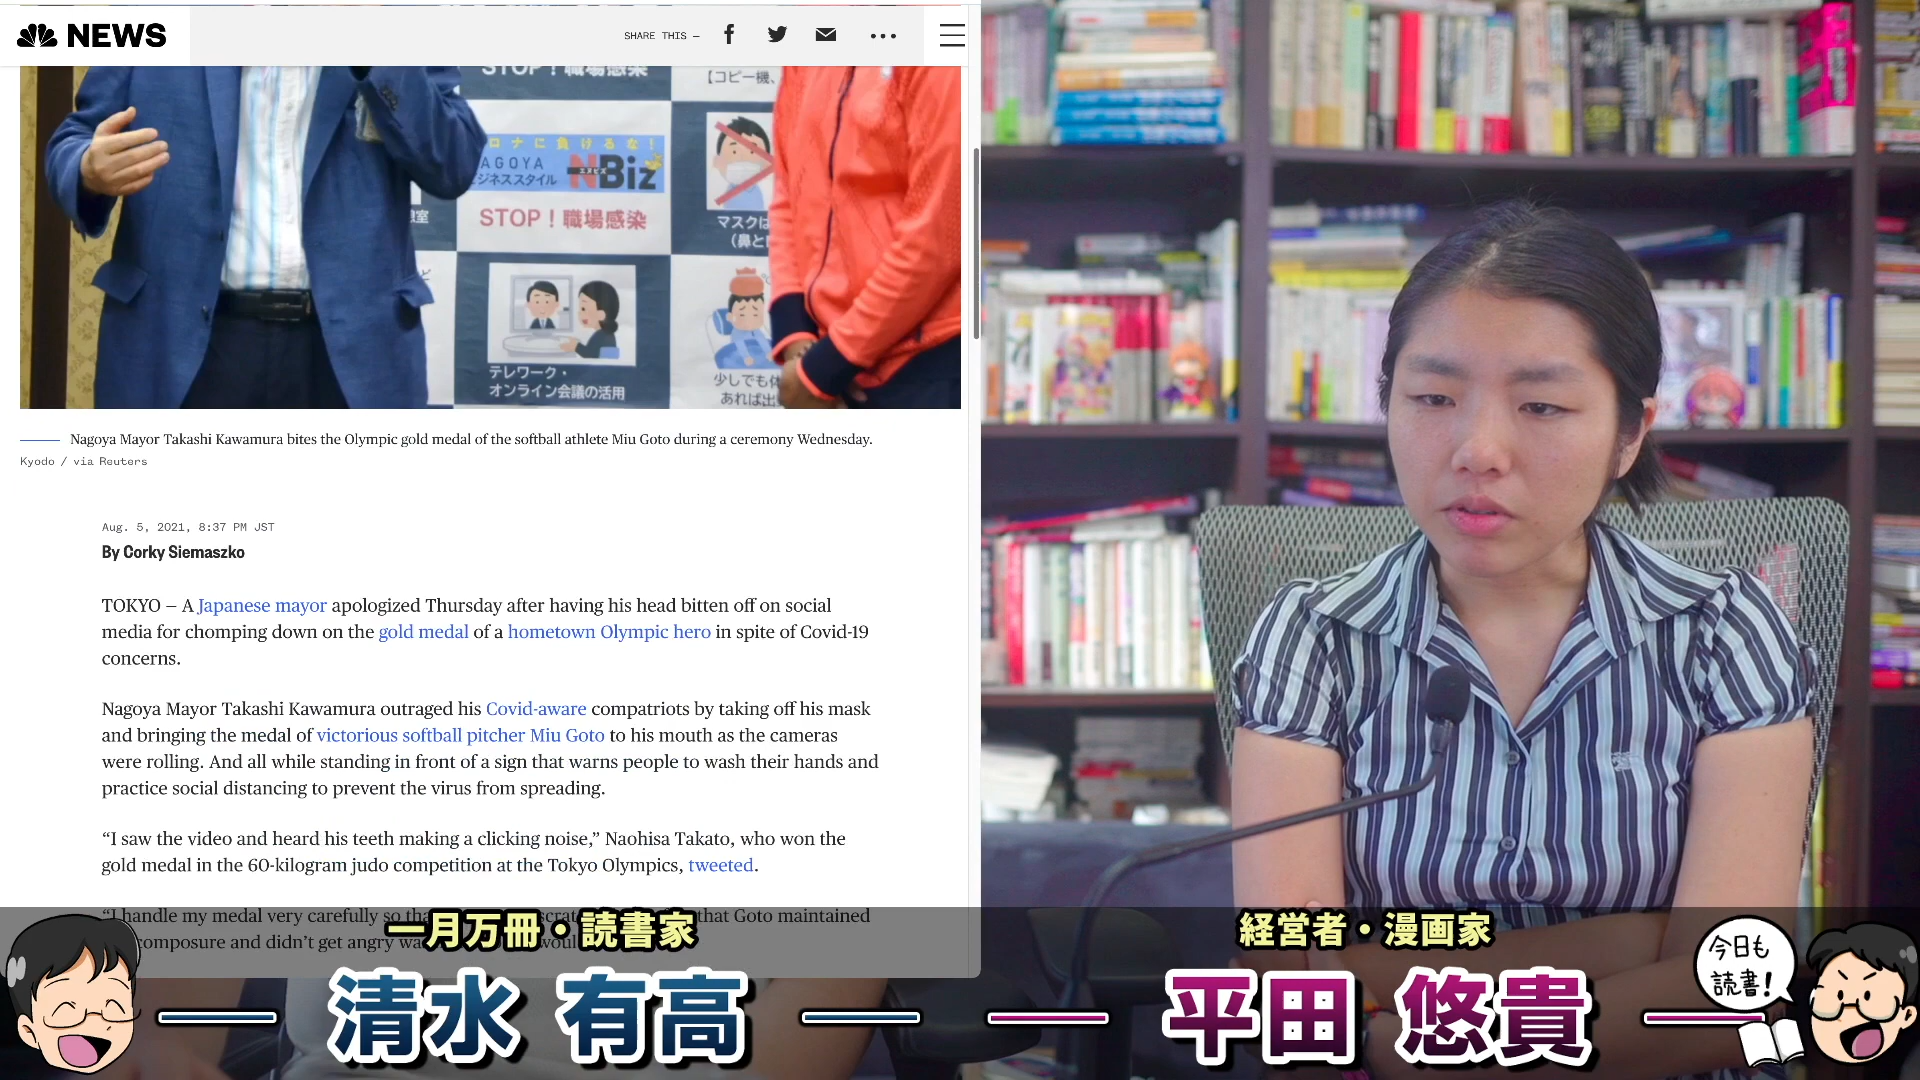 NEWS
SHARE THIS —
STOP！職場感染
【コピー機、
ロナに負けるな！
AGOYA
ジネススタイル
エヌビズ
NBiz
STOP！職場感染
マスクは
（鼻と
テレワーク・
オンライン会議の活用
少しでも体
あれば出
Nagoya Mayor Takashi Kawamura bites the Olympic gold medal of the softball athlete Miu Goto during a ceremony Wednesday.
Kyodo / via Reuters
Aug. 5, 2021, 8:37 PM JST
By Corky Siemaszko
TOKYO — A Japanese mayor apologized Thursday after having his head bitten off on social
media for chomping down on the gold medal of a hometown Olympic hero in spite of Covid-19
concerns.
Nagoya Mayor Takashi Kawamura outraged his Covid-aware compatriots by taking off his mask
and bringing the medal of victorious softball pitcher Miu Goto to his mouth as the cameras
were rolling. And all while standing in front of a sign that warns people to wash their hands and
practice social distancing to prevent the virus from spreading.
“I saw the video and heard his teeth making a clicking noise,” Naohisa Takato, who won the
gold medal in the 60-kilogram judo competition at the Tokyo Olympics, tweeted.
“I handle my medal very carefully so that Goto maintained
composure and didn’t get angry
一月万冊・読書家
清水 有高
経営者・漫画家
平田 悠貴
今日も
読書！